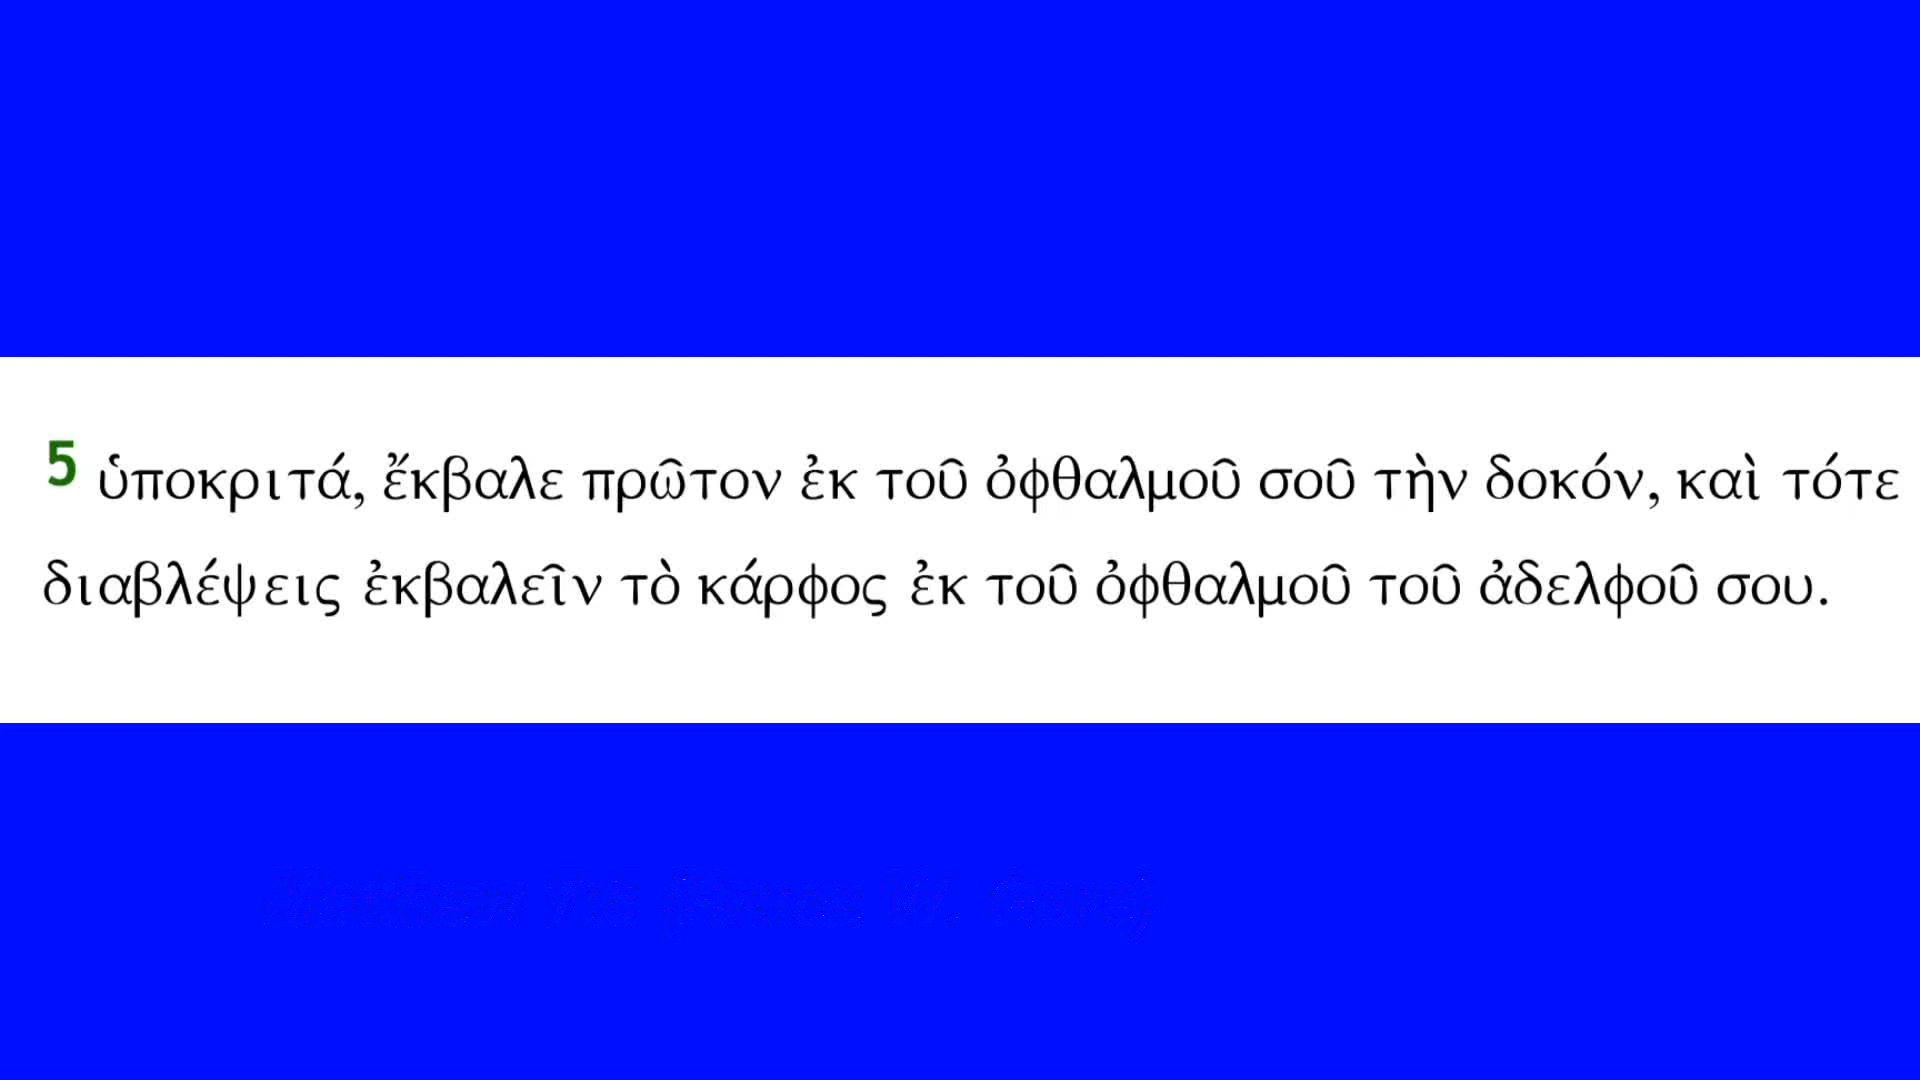 5 ὑποκριτά, ἔκβαλε πρῶτον ἐκ τοῦ ὀφθαλμοῦ σοῦ τὴν δοκόν, καὶ τότε
διαβλέψεις ἐκβαλεῖν τὸ κάρφος ἐκ τοῦ ὀφθαλμοῦ τοῦ ἀδελφοῦ σου.